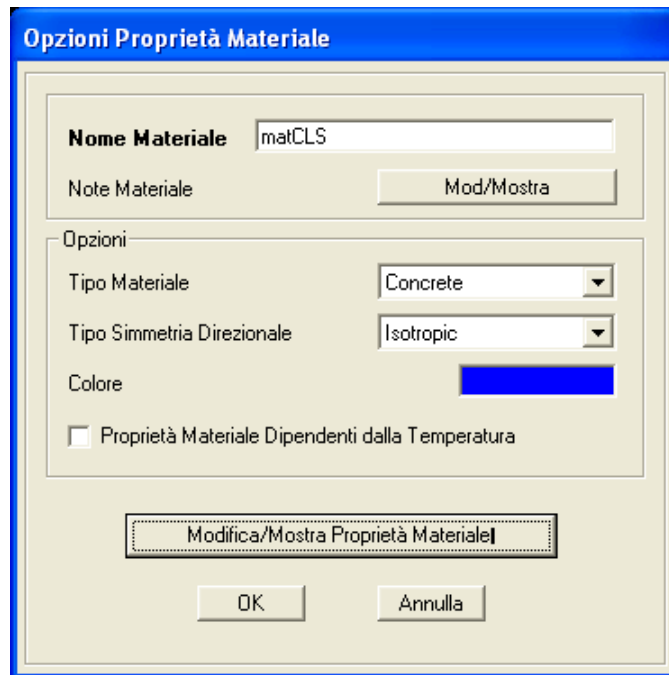 Opzioni Proprietà Materiale
Nome Materiale matCLS
Note Materiale Mod/Mostra
Opzioni
Tipo Materiale Concrete
Tipo Simmetria Direzionale Isotropic
Colore
Proprietà Materiale Dipendenti dalla Temperatura
Modifica/Mostra Proprietà Materiale
OK Annulla